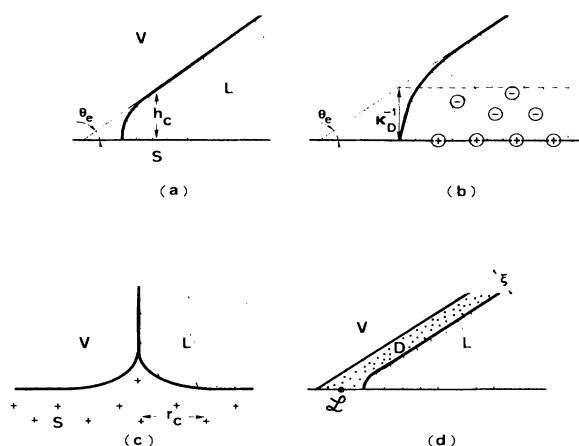 V
L
θe
hc
S
(a)
θe
κD⁻¹
− − − − −
+ + + +
(b)
V
L
S
rc
+ + + + + + + + + +
(c)
ξ
V
D
L
(d)